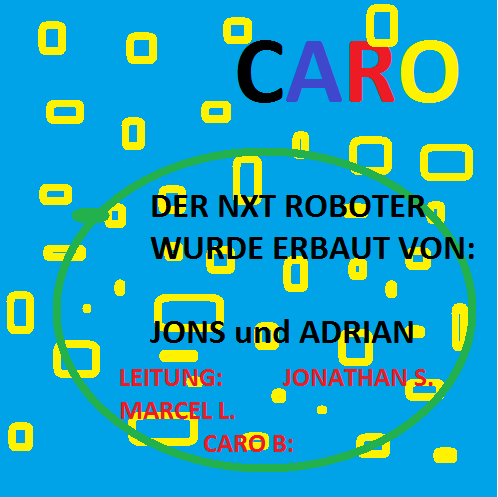 CARO
DER NXT ROBOTER
WURDE ERBAUT VON:
JONS und ADRIAN
LEITUNG: JONATHAN S.
MARCEL L.
CARO B: